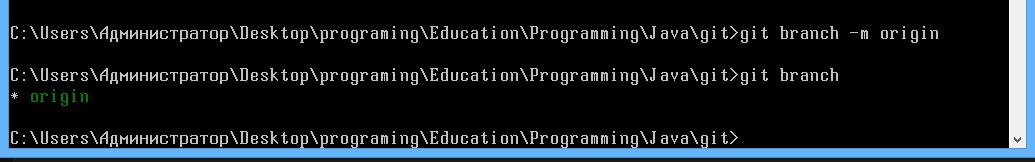 C:\Users\Администратор\Desktop\programing\Education\Programming\Java\git>git branch -m origin
C:\Users\Администратор\Desktop\programing\Education\Programming\Java\git>git branch
* origin
C:\Users\Администратор\Desktop\programing\Education\Programming\Java\git>